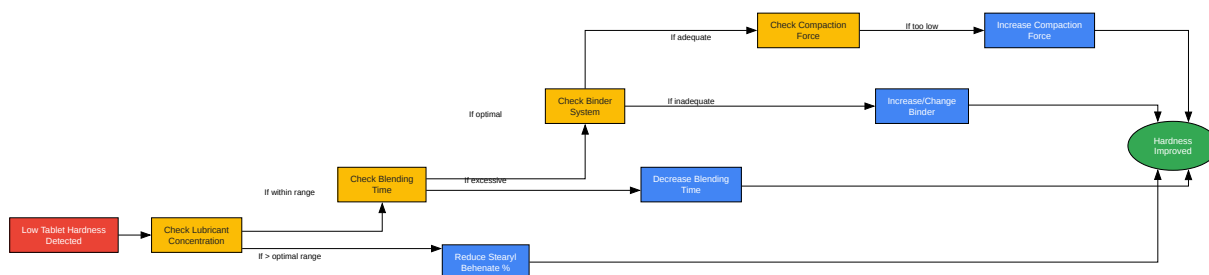 Check Compaction
Force
If too low
Increase Compaction
Force
If adequate
Check Binder
System
If inadequate
Increase/Change
Binder
If optimal
Hardness
Improved
Check Blending
Time
If excessive
Decrease Blending
Time
If within range
Low Tablet Hardness
Detected
Check Lubricant
Concentration
If > optimal range
Reduce Stearyl
Behenate %